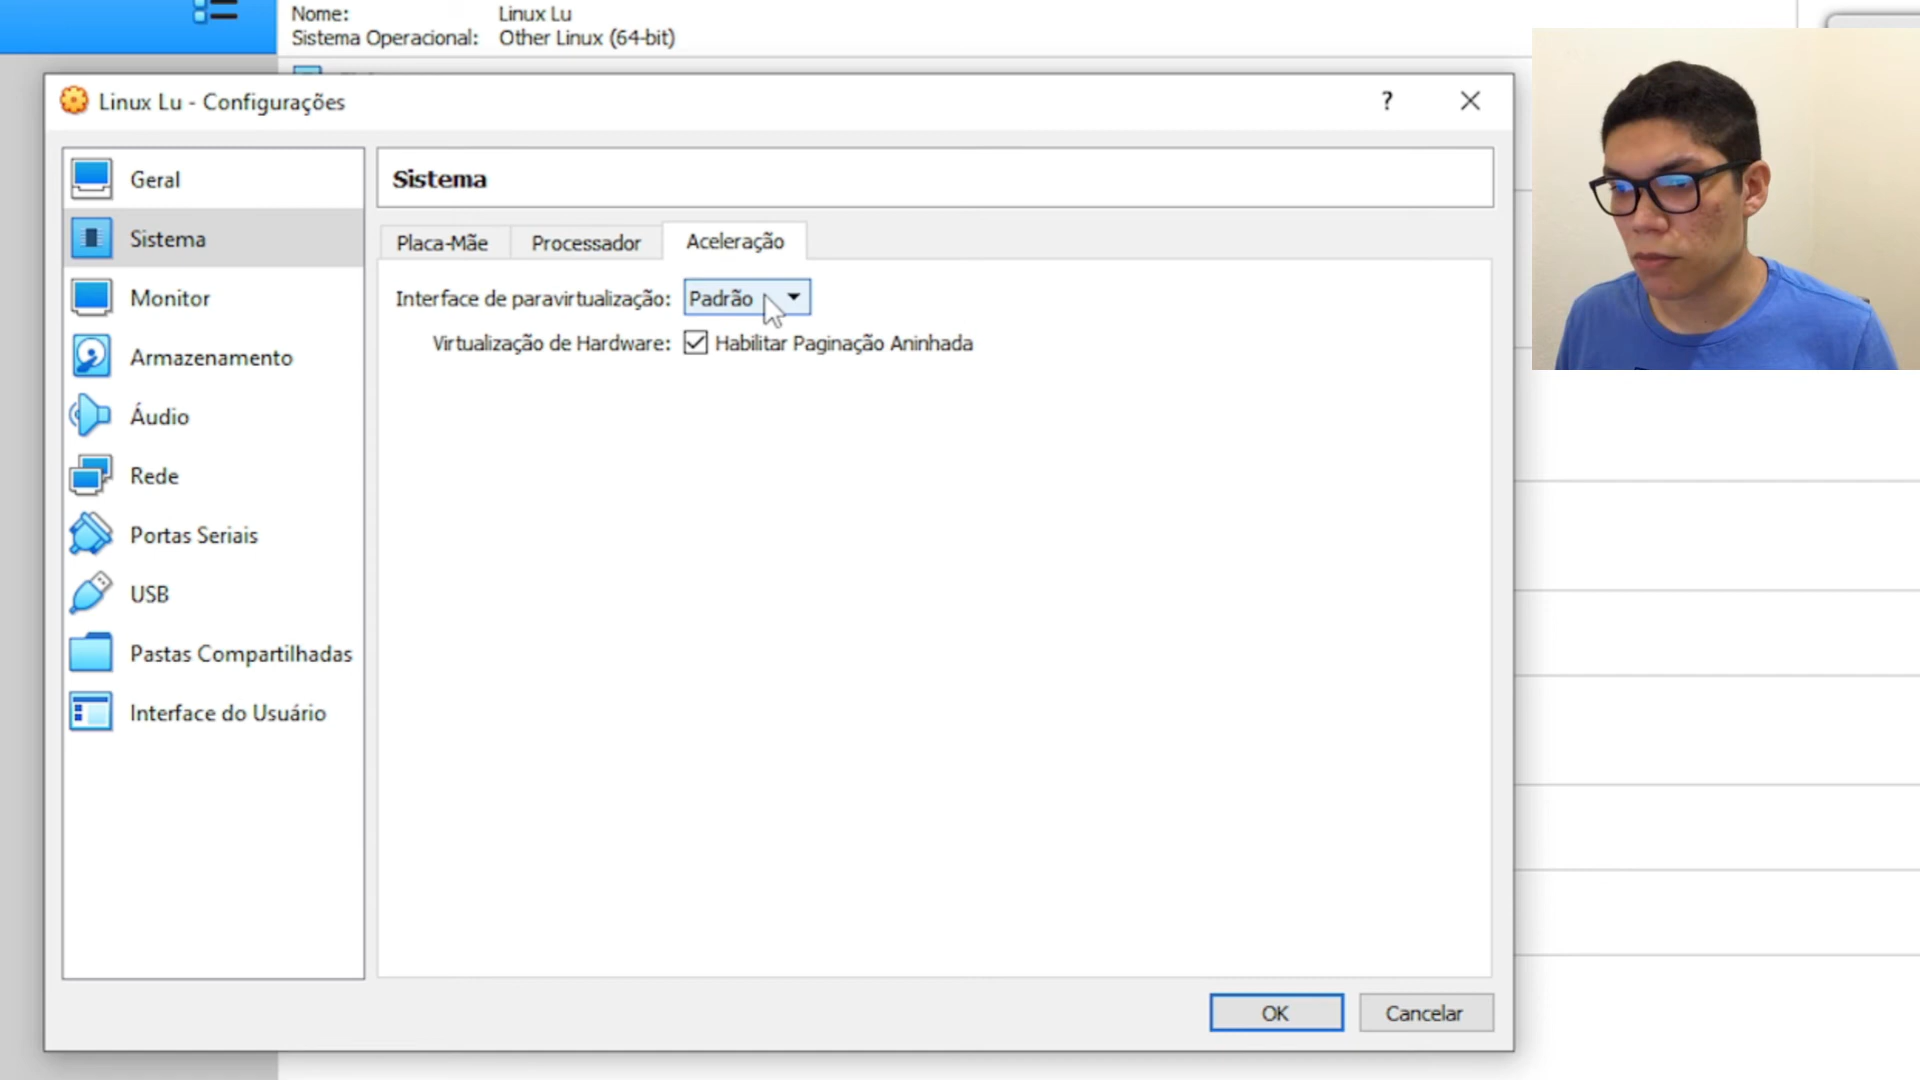 Nome: Linux Lu
Sistema Operacional: Other Linux (64-bit)
Linux Lu - Configurações ?
Geral
Sistema
Monitor
Armazenamento
Áudio
Rede
Portas Seriais
USB
Pastas Compartilhadas
Interface do Usuário
Sistema
Placa-Mãe Processador Aceleração
Interface de paravirtualização: Padrão
Virtualização de Hardware: Habilitar Paginação Aninhada
OK Cancelar